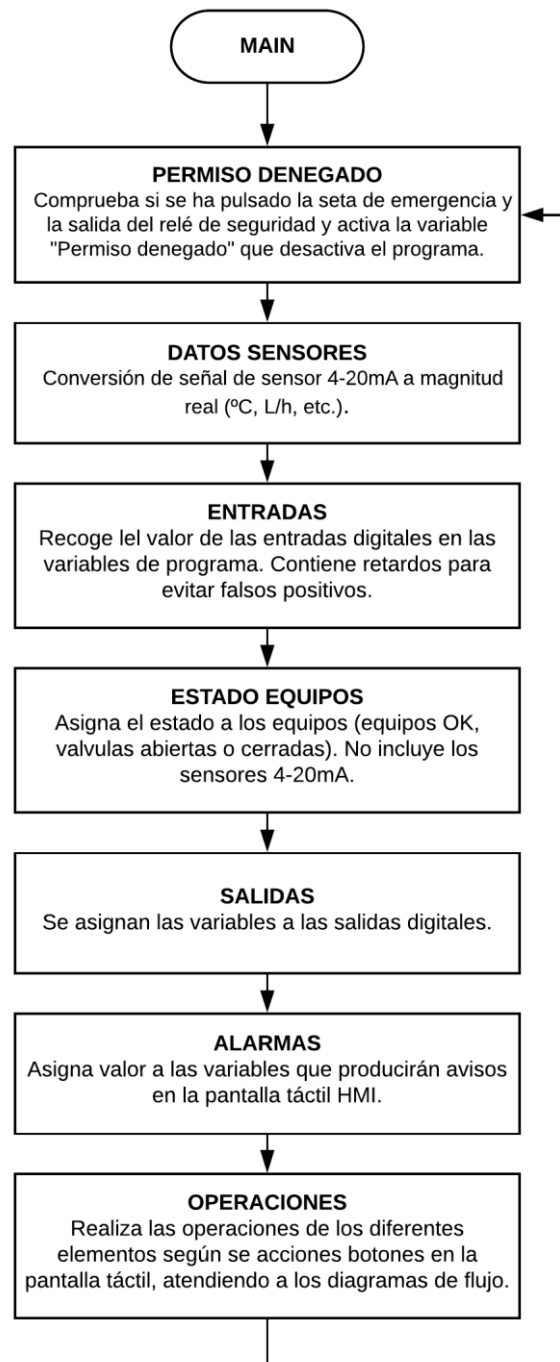 MAIN
PERMISO DENEGADO
Comprueba si se ha pulsado la seta de emergencia y
la salida del relé de seguridad y activa la variable
"Permiso denegado" que desactiva el programa.
DATOS SENSORES
Conversión de señal de sensor 4-20mA a magnitud
real (ºC, L/h, etc.).
ENTRADAS
Recoge lel valor de las entradas digitales en las
variables de programa. Contiene retardos para
evitar falsos positivos.
ESTADO EQUIPOS
Asigna el estado a los equipos (equipos OK,
valvulas abiertas o cerradas). No incluye los
sensores 4-20mA.
SALIDAS
Se asignan las variables a las salidas digitales.
ALARMAS
Asigna valor a las variables que producirán avisos
en la pantalla táctil HMI.
OPERACIONES
Realiza las operaciones de los diferentes
elementos según se acciones botones en la
pantalla táctil, atendiendo a los diagramas de flujo.